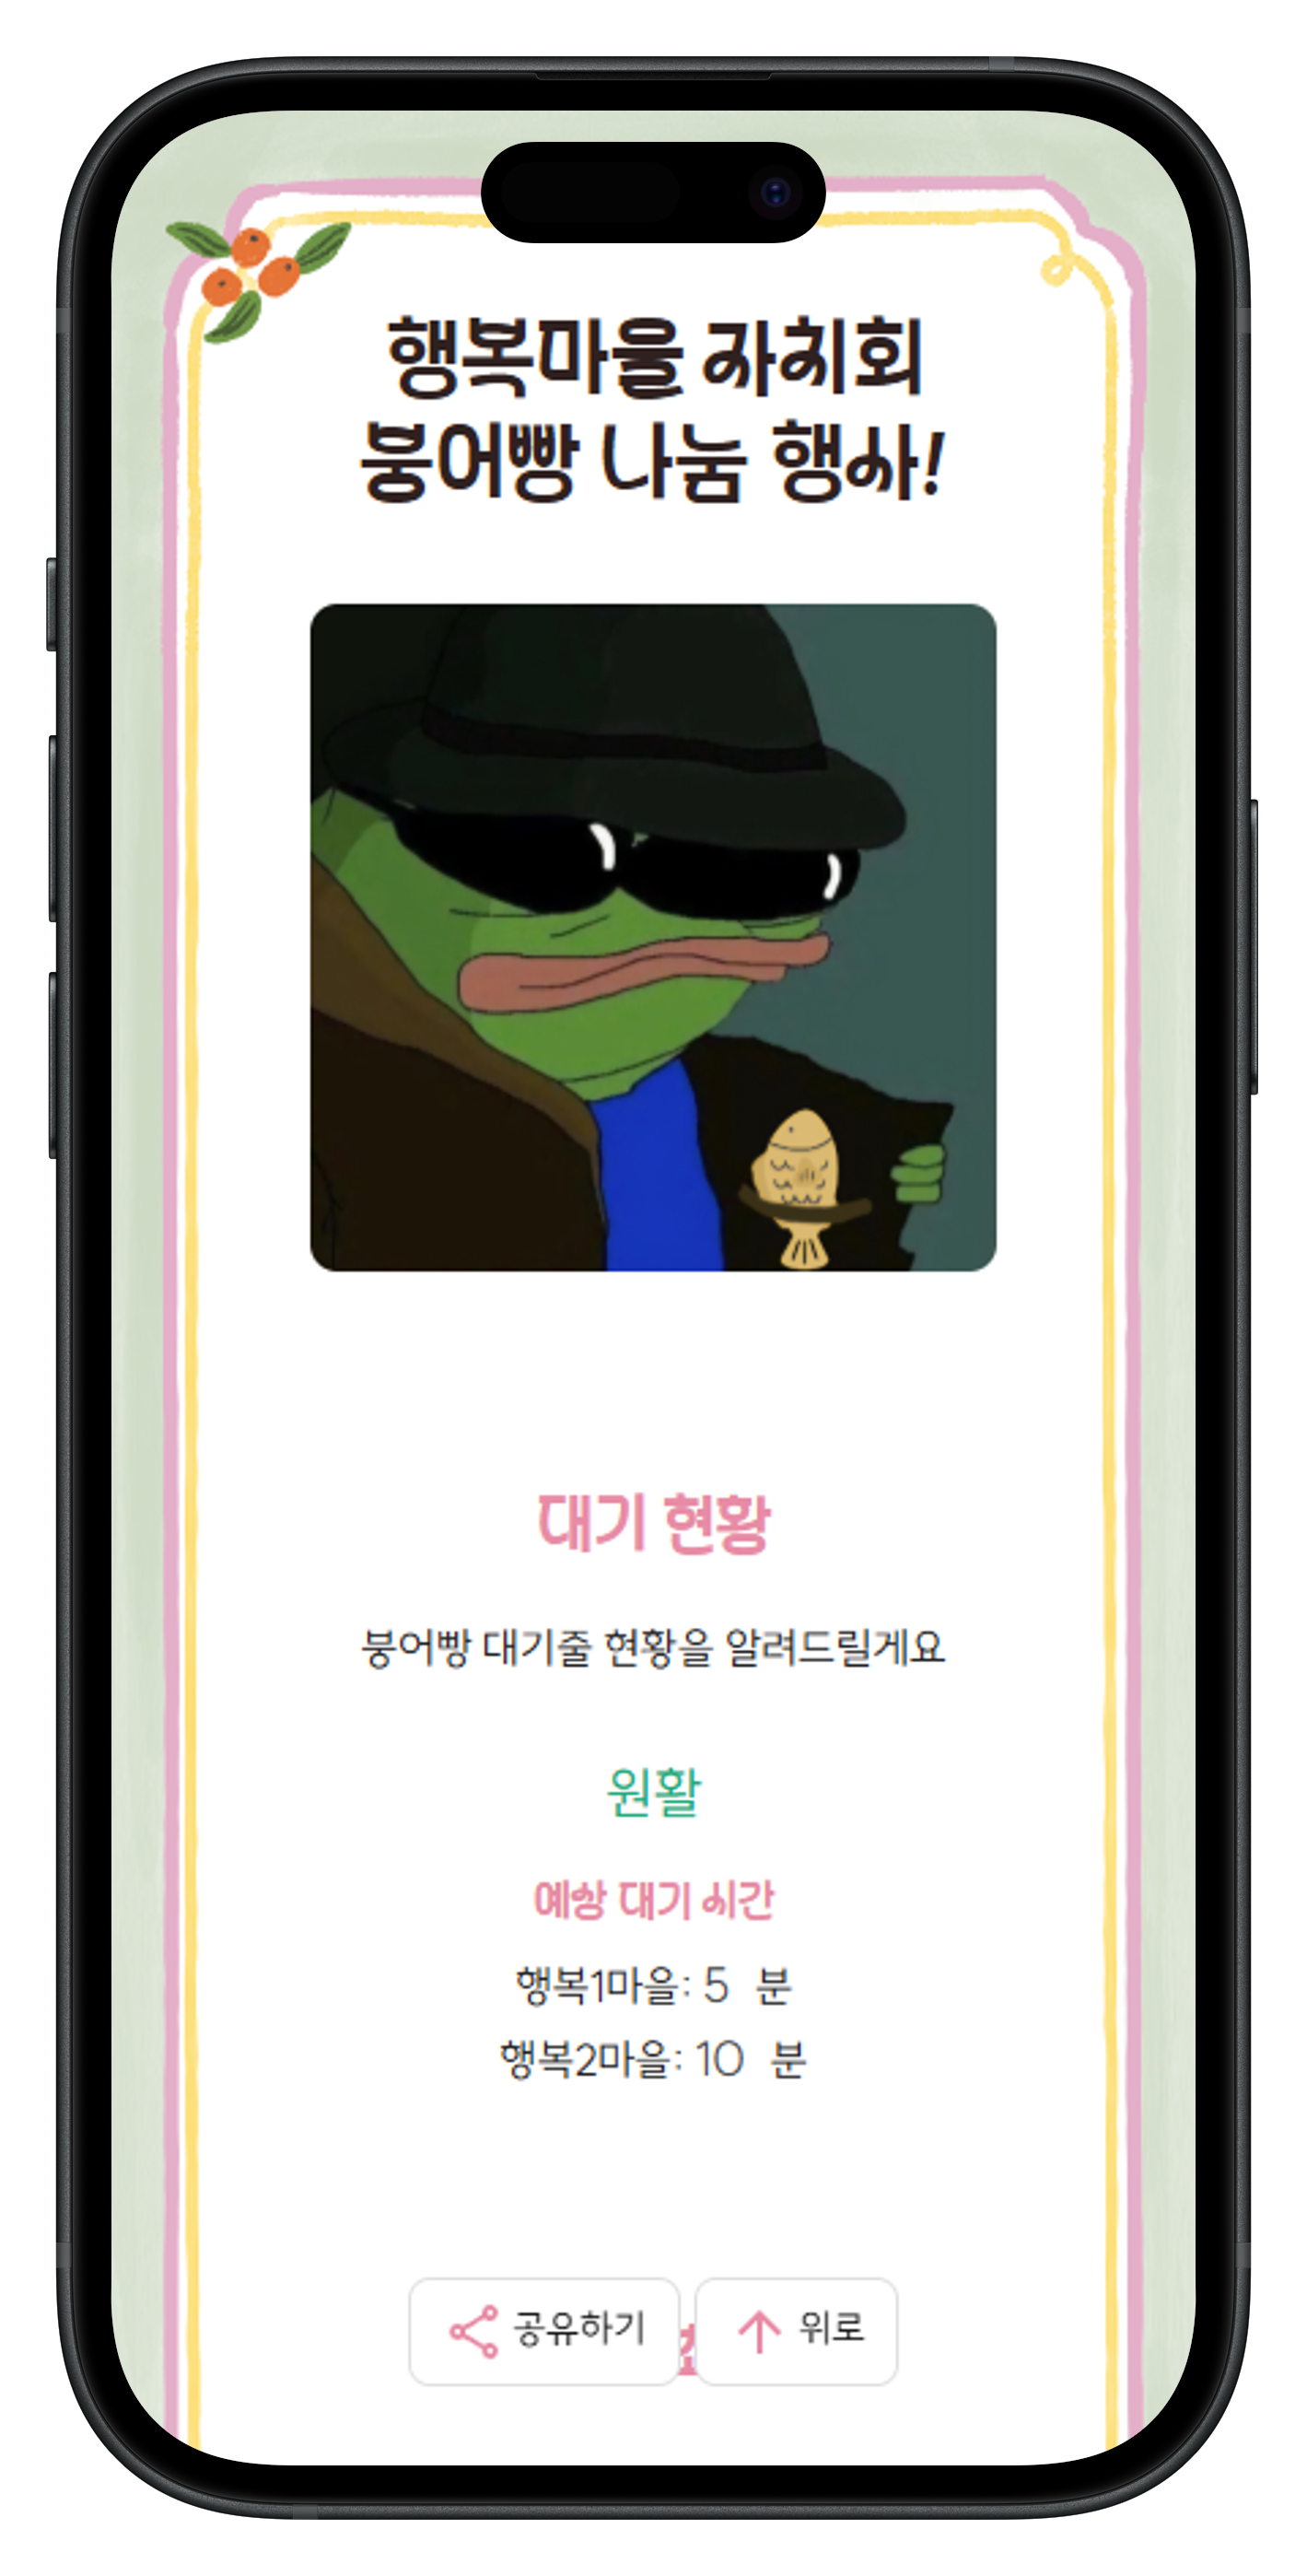 행복마을 자치회
붕어빵 나눔 행사!
대기 현황
붕어빵 대기줄 현황을 알려드릴게요
원활
예상 대기 시간
행복1마을: 5 분
행복2마을: 10 분
공유하기
위로